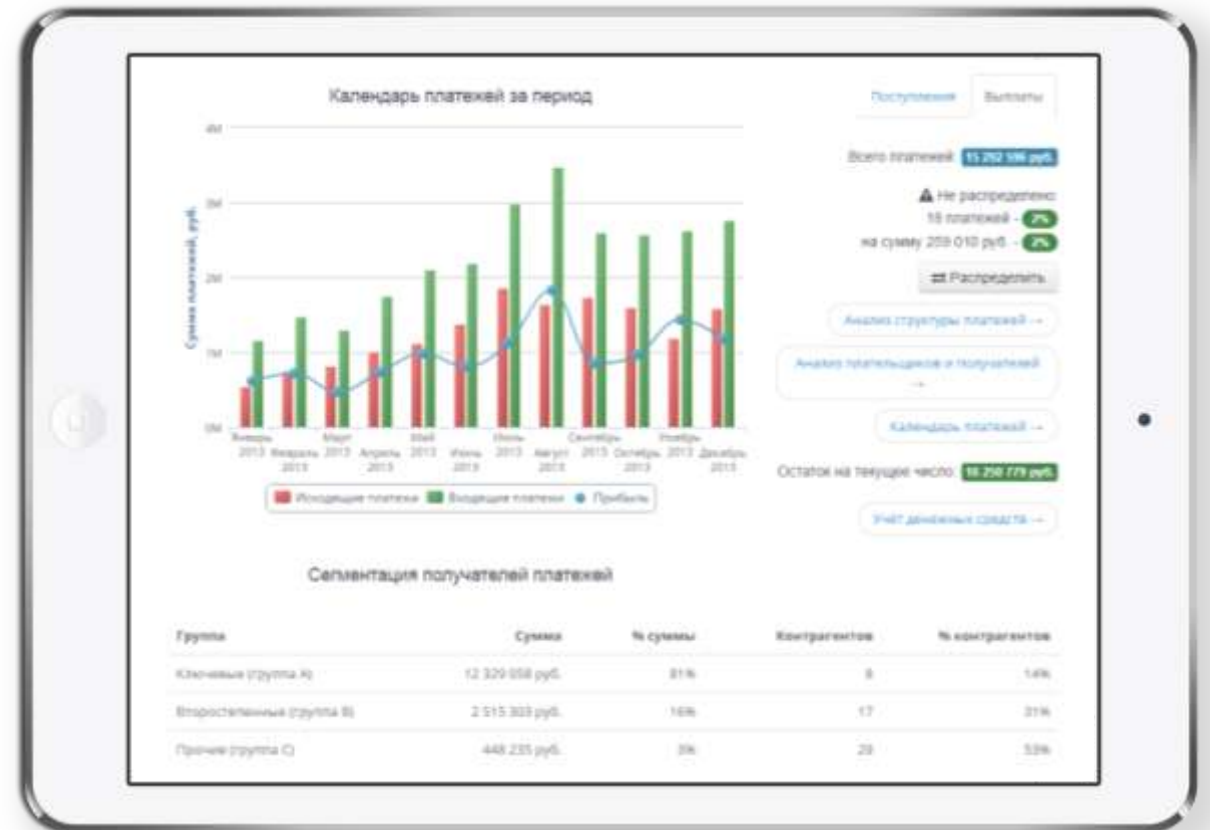 Календарь платежей за период
Поступления Выплаты
4M
3M
2M
1M
0M
Сумма платежей, руб.
Январь 2013
Февраль 2013
Март 2013
Апрель 2013
Май 2013
Июнь 2013
Июль 2013
Август 2013
Сентябрь 2013
Октябрь 2013
Ноябрь 2013
Декабрь 2013
Исходящие платежи Входящие платежи Прибыль
Всего платежей: 15 292 596 руб.
Не распределено:
18 платежей - 2%
на сумму 259 010 руб. - 2%
Распределить
Анализ структуры платежей →
Анализ плательщиков и получателей
→
Календарь платежей →
Остаток на текущее число: 10 250 779 руб.
Учёт денежных средств →
Сегментация получателей платежей
Группа Сумма % суммы Контрагентов % контрагентов
Ключевые (группа A) 12 329 058 руб. 81% 8 14%
Второстепенные (группа B) 2 515 303 руб. 16% 17 31%
Прочие (группа C) 448 235 руб. 3% 29 53%